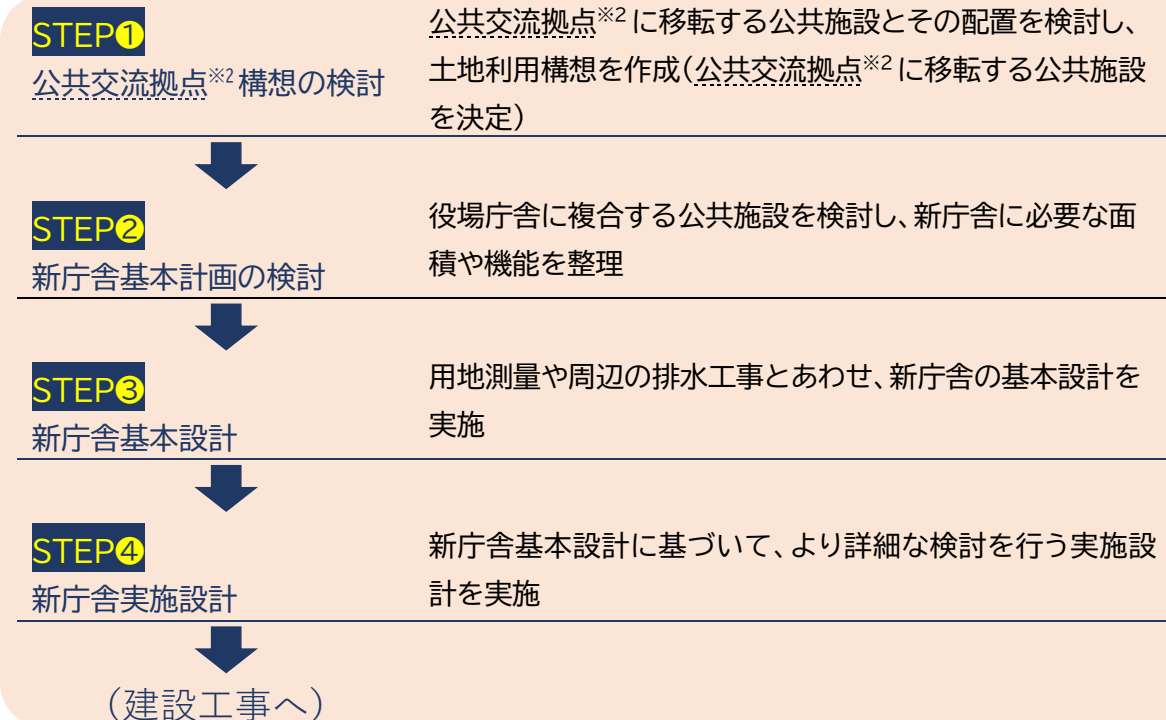 STEP❶
公共交流拠点※2構想の検討
公共交流拠点※2に移転する公共施設とその配置を検討し、
土地利用構想を作成(公共交流拠点※2に移転する公共施設
を決定)
STEP❷
新庁舎基本計画の検討
役場庁舎に複合する公共施設を検討し、新庁舎に必要な面
積や機能を整理
STEP❸
新庁舎基本設計
用地測量や周辺の排水工事とあわせ、新庁舎の基本設計を
実施
STEP❹
新庁舎実施設計
新庁舎基本設計に基づいて、より詳細な検討を行う実施設
計を実施
(建設工事へ)